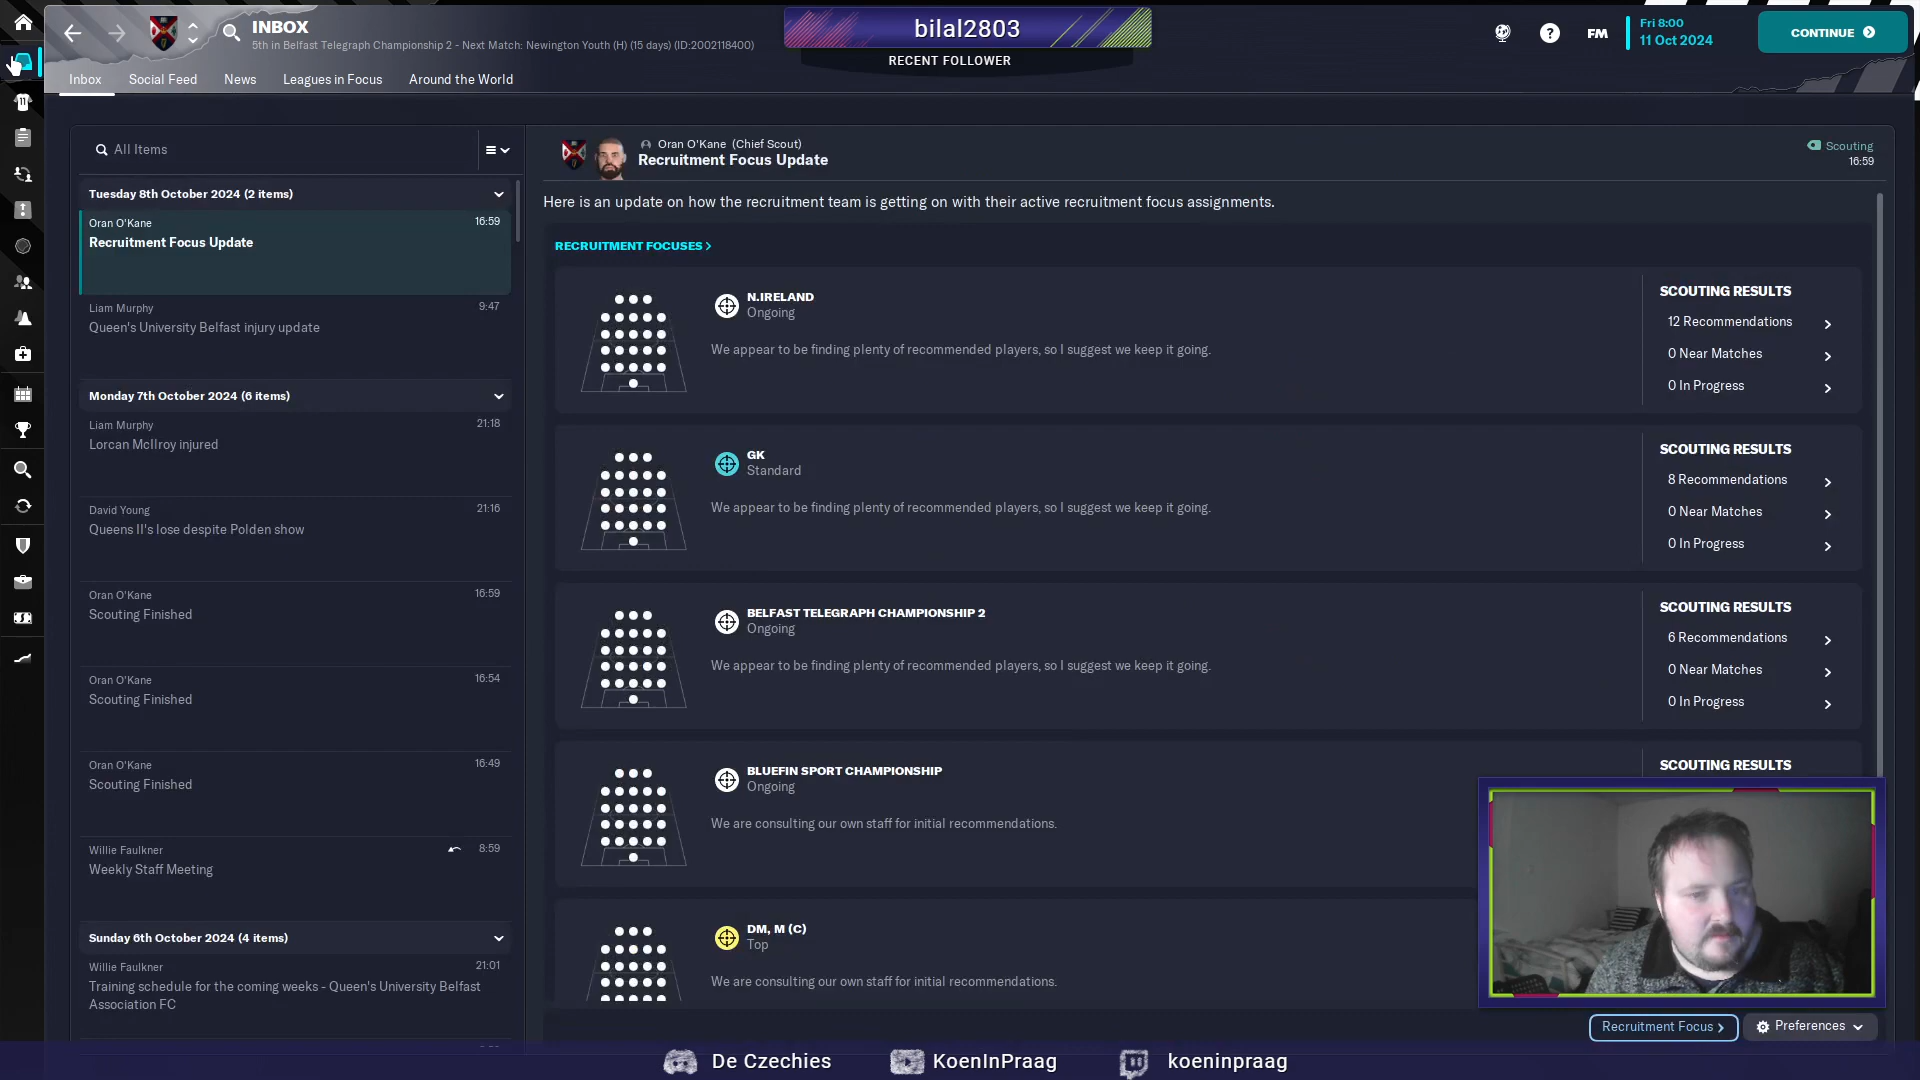 INBOX
5th in Belfast Telegraph Championship 2 - Next Match: Newington Youth (H) (15 days) (ID:2002118400)
bilal2803
RECENT FOLLOWER
FM
Fri 8:00
11 Oct 2024
CONTINUE
Inbox
Social Feed
News
Leagues in Focus
Around the World
All Items
Tuesday 8th October 2024 (2 items)
Oran O'Kane
16:59
Recruitment Focus Update
Liam Murphy
9:47
Queen's University Belfast injury update
Monday 7th October 2024 (6 items)
Liam Murphy
21:18
Lorcan McIlroy injured
David Young
21:16
Queens II's lose despite Polden show
Oran O'Kane
16:59
Scouting Finished
Oran O'Kane
16:54
Scouting Finished
Oran O'Kane
16:49
Scouting Finished
Willie Faulkner
8:59
Weekly Staff Meeting
Sunday 6th October 2024 (4 items)
Willie Faulkner
21:01
Training schedule for the coming weeks - Queen's University Belfast
Association FC
Oran O'Kane (Chief Scout)
Recruitment Focus Update
Scouting
16:59
Here is an update on how the recruitment team is getting on with their active recruitment focus assignments.
RECRUITMENT FOCUSES >
N.IRELAND
Ongoing
We appear to be finding plenty of recommended players, so I suggest we keep it going.
SCOUTING RESULTS
12 Recommendations
0 Near Matches
0 In Progress
GK
Standard
We appear to be finding plenty of recommended players, so I suggest we keep it going.
SCOUTING RESULTS
8 Recommendations
0 Near Matches
0 In Progress
BELFAST TELEGRAPH CHAMPIONSHIP 2
Ongoing
We appear to be finding plenty of recommended players, so I suggest we keep it going.
SCOUTING RESULTS
6 Recommendations
0 Near Matches
0 In Progress
BLUEFIN SPORT CHAMPIONSHIP
Ongoing
We are consulting our own staff for initial recommendations.
SCOUTING RESULTS
DM, M (C)
Top
We are consulting our own staff for initial recommendations.
Recruitment Focus >
Preferences
De Czechies
KoenInPraag
koeninpraag